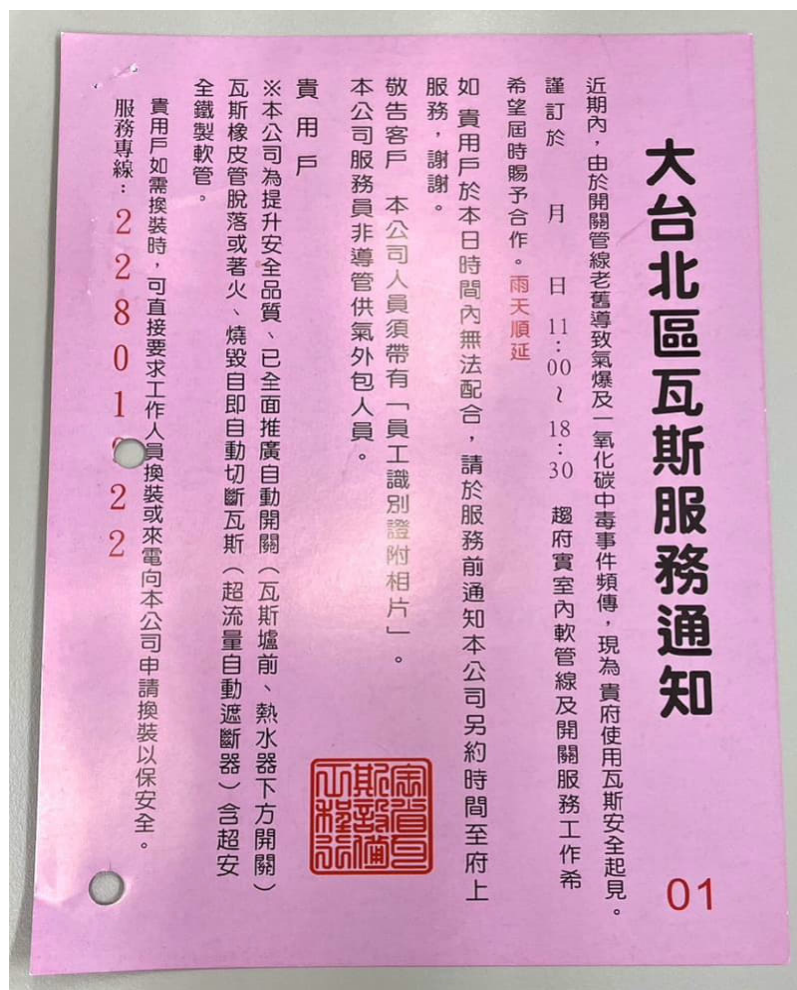 大台北區瓦斯服務通知
01
近期內，由於開關管線老舊導致氣爆及一氧化碳中毒事件頻傳，現為 貴府使用瓦斯安全起見。
謹訂於　月　日 11：00～18：30 趨府實室內軟管線及開關服務工作希
希望屆時賜予合作。雨天順延
如 貴用戶於本日時間內無法配合，請於服務前通知本公司另約時間至府上
服務，謝謝。
敬告客戶 本公司人員須帶有「員工識別證附相片」。
本公司服務員非導管供氣外包人員。
貴用戶
※本公司為提升安全品質、已全面推廣自動開關（瓦斯爐前、熱水器下方開關）
瓦斯橡皮管脫落或著火、燒毀自即自動切斷瓦斯（超流量自動遮斷器）含超安
全鐵製軟管。
貴用戶如需換裝時，可直接要求工作人員換裝或來電向本公司申請換裝以保安全。
服務專線：22801 22